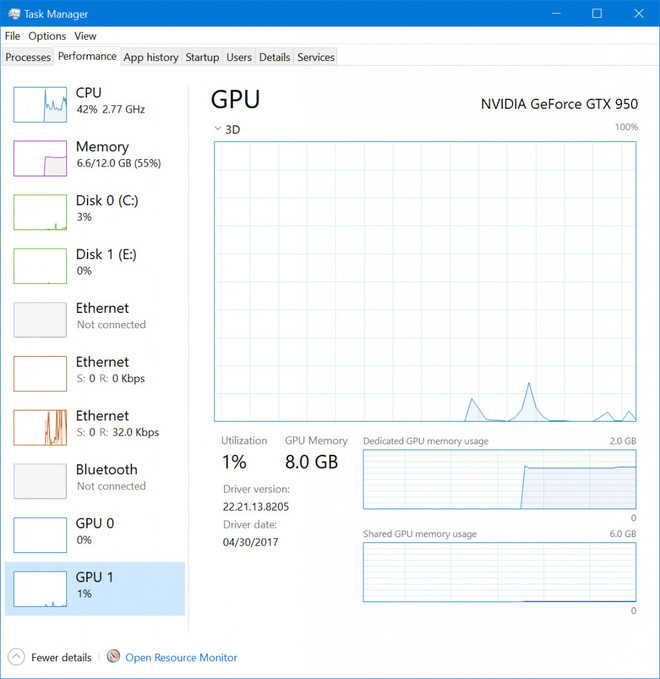 Task Manager
File Options View
Processes Performance App history Startup Users Details Services
CPU
42% 2.77 GHz
Memory
6.6/12.0 GB (55%)
Disk 0 (C:)
3%
Disk 1 (E:)
0%
Ethernet
Not connected
Ethernet
S: 0 R: 0 Kbps
Ethernet
S: 0 R: 32.0 Kbps
Bluetooth
Not connected
GPU 0
0%
GPU 1
1%
GPU NVIDIA GeForce GTX 950
3D 100%
Utilization GPU Memory
1% 8.0 GB
Driver version:
22.21.13.8205
Driver date:
04/30/2017
Dedicated GPU memory usage 2.0 GB
0
Shared GPU memory usage 6.0 GB
0
Fewer details Open Resource Monitor